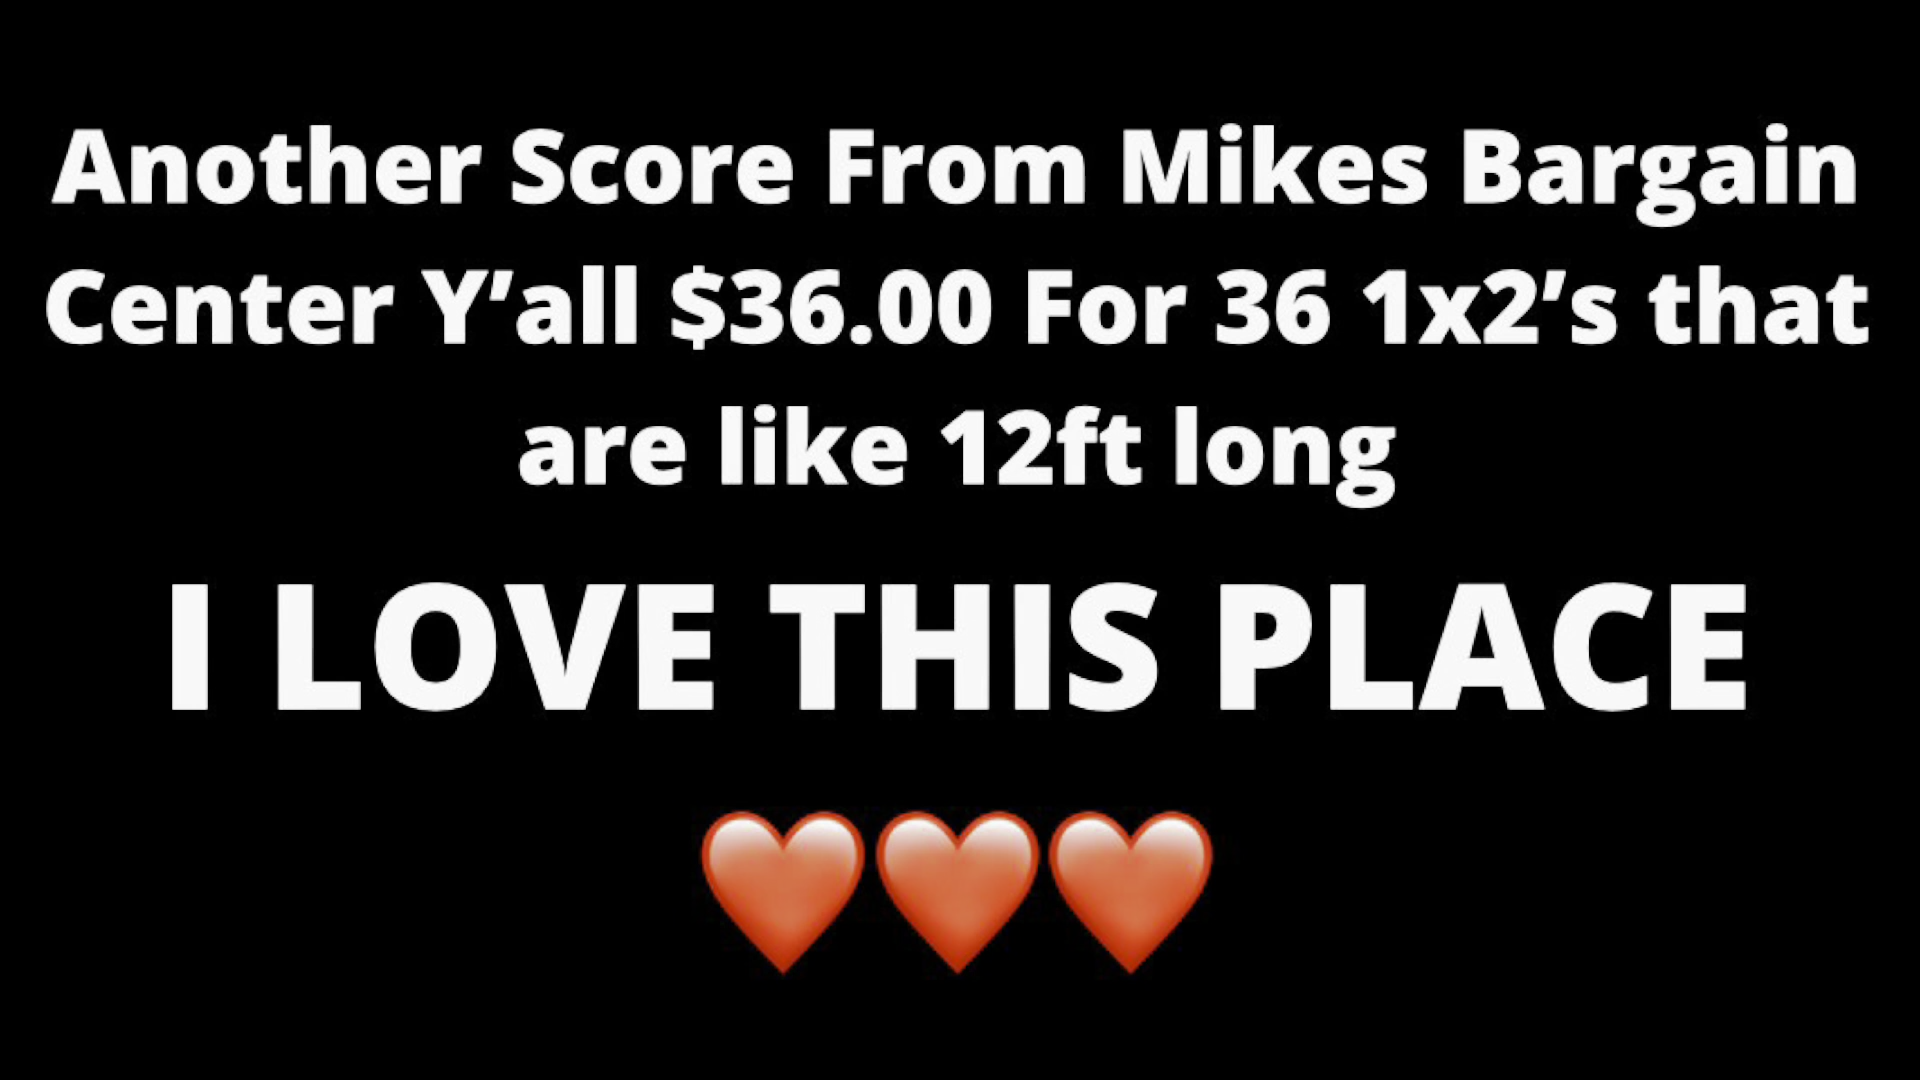 Another Score From Mikes Bargain
Center Y’all $36.00 For 36 1x2’s that
are like 12ft long
I LOVE THIS PLACE
❤️❤️❤️